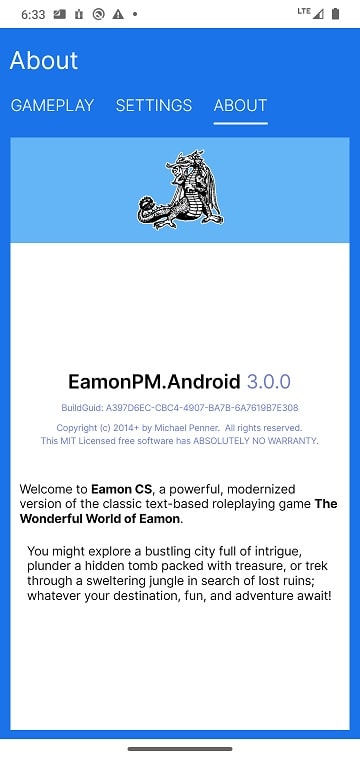 6:33
LTE
About
GAMEPLAY SETTINGS ABOUT
EamonPM.Android 3.0.0
BuildGuid: A397D6EC-CBC4-4907-BA7B-6A7619B7E308
Copyright (c) 2014+ by Michael Penner. All rights reserved.
This MIT Licensed free software has ABSOLUTELY NO WARRANTY.
Welcome to Eamon CS, a powerful, modernized
version of the classic text-based roleplaying game The
Wonderful World of Eamon.
You might explore a bustling city full of intrigue,
plunder a hidden tomb packed with treasure, or trek
through a sweltering jungle in search of lost ruins;
whatever your destination, fun, and adventure await!